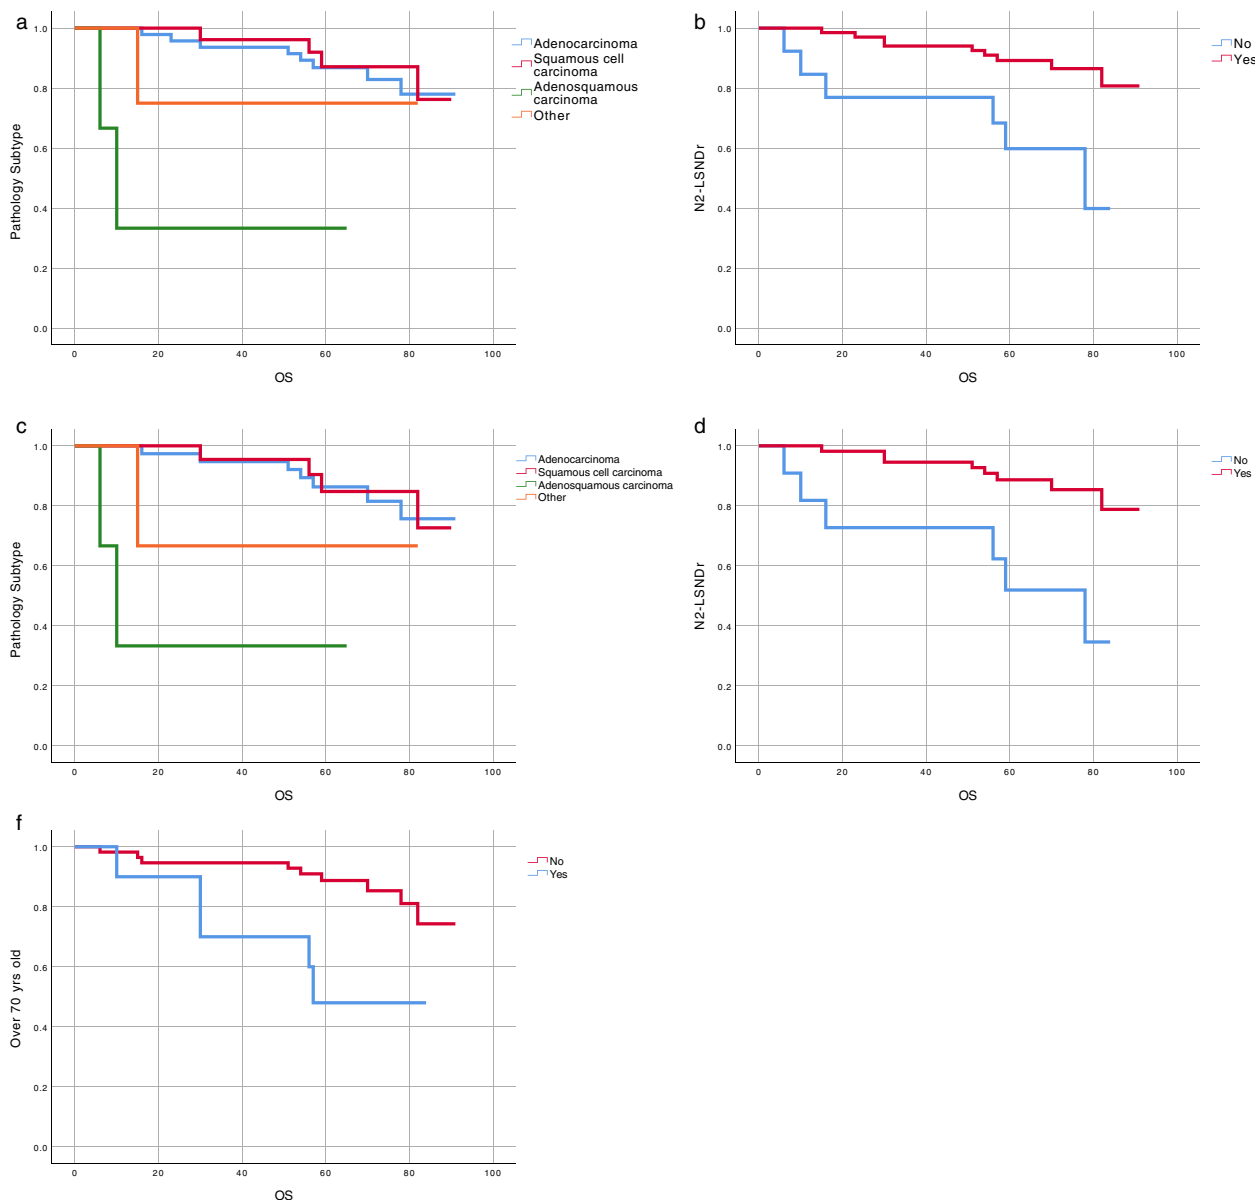 a
1.0
0.8
0.6
0.4
0.2
0.0
Pathology Subtype
0
20
40
60
80
100
OS
Adenocarcinoma
Squamous cell
carcinoma
Adenosquamous
carcinoma
Other
b
1.0
0.8
0.6
0.4
0.2
0.0
N2-LSNDr
0
20
40
60
80
100
OS
No
Yes
c
1.0
0.8
0.6
0.4
0.2
0.0
Pathology Subtype
0
20
40
60
80
100
OS
Adenocarcinoma
Squamous cell carcinoma
Adenosquamous carcinoma
Other
d
1.0
0.8
0.6
0.4
0.2
0.0
N2-LSNDr
0
20
40
60
80
100
OS
No
Yes
f
1.0
0.8
0.6
0.4
0.2
0.0
Over 70 yrs old
0
20
40
60
80
100
OS
No
Yes